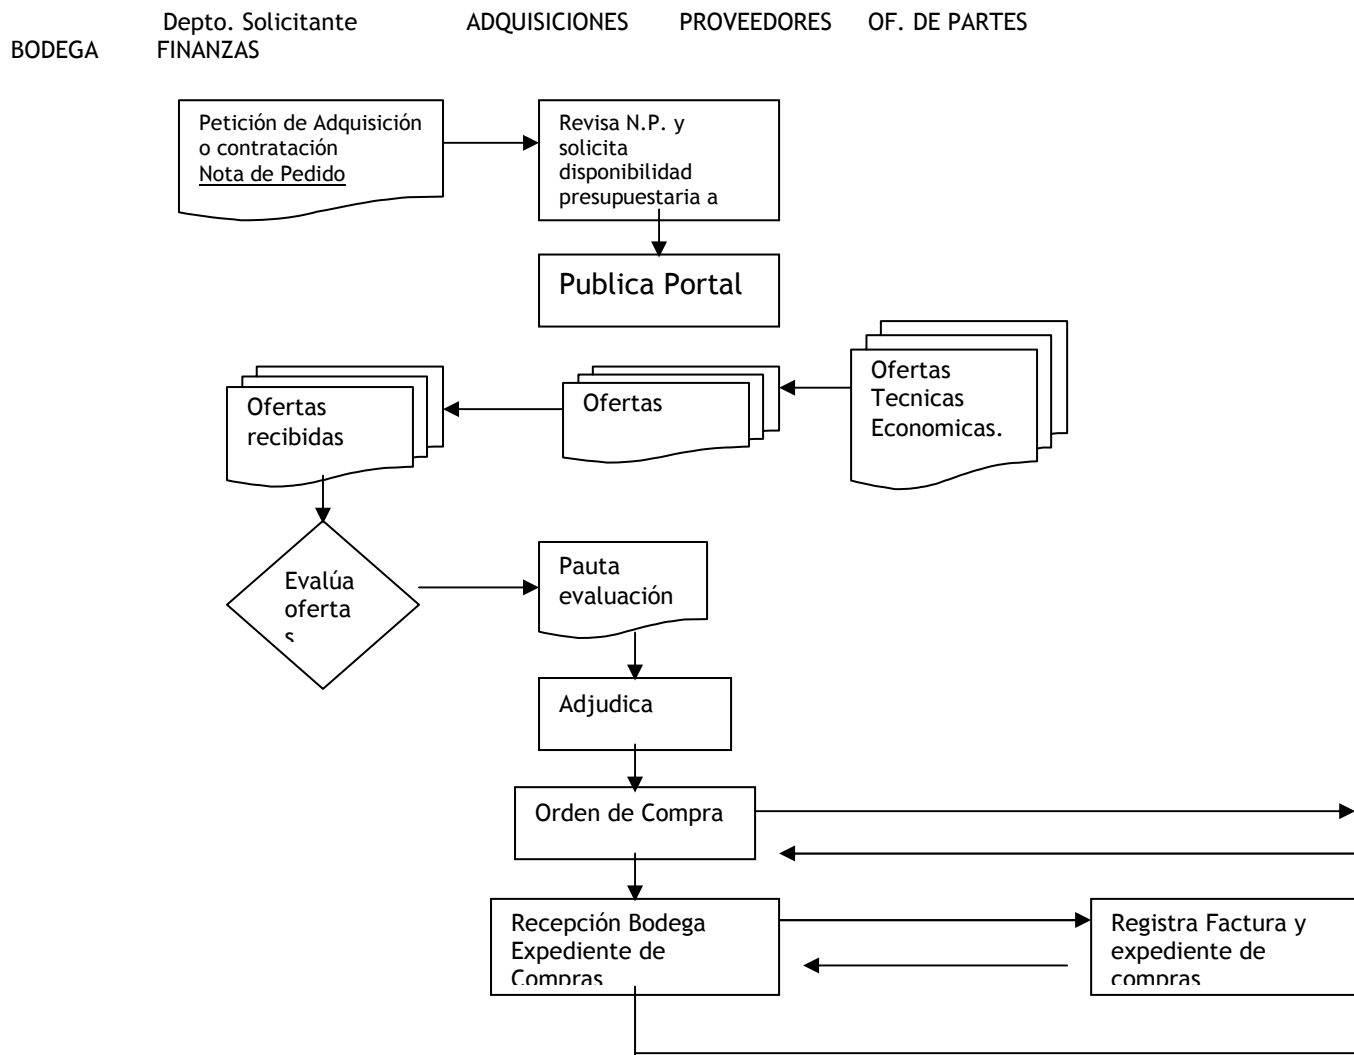 Depto. Solicitante ADQUISICIONES PROVEEDORES OF. DE PARTES
BODEGA FINANZAS
Petición de Adquisición
o contratación
Nota de Pedido
Revisa N.P. y
solicita
disponibilidad
presupuestaria a
Publica Portal
Ofertas
Tecnicas
Economicas.
Ofertas
Ofertas
recibidas
Evalúa
oferta
s
Pauta
evaluación
Adjudica
Orden de Compra
Recepción Bodega
Expediente de
Compras
Registra Factura y
expediente de
compras